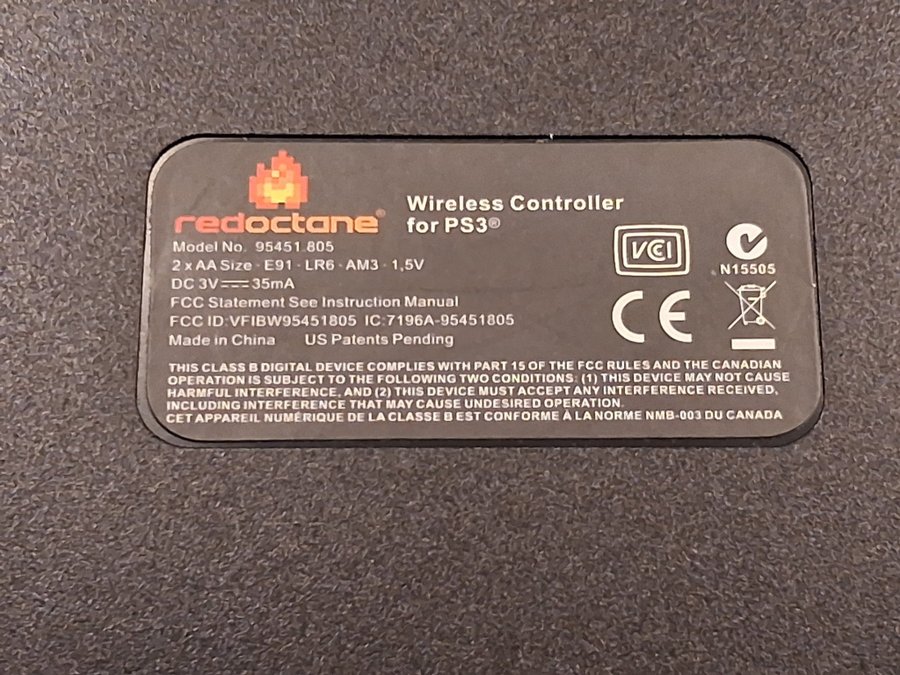 redoctane®
Wireless Controller
for PS3®
Model No. 95451.805
2 x AA Size - E91 - LR6 - AM3 - 1,5V
DC 3V 35mA
FCC Statement See Instruction Manual
FCC ID:VFIBW95451805 IC:7196A-95451805
Made in China US Patents Pending
VCI
N15505
CE
THIS CLASS B DIGITAL DEVICE COMPLIES WITH PART 15 OF THE FCC RULES AND THE CANADIAN
OPERATION IS SUBJECT TO THE FOLLOWING TWO CONDITIONS: (1) THIS DEVICE MAY NOT CAUSE
HARMFUL INTERFERENCE, AND (2) THIS DEVICE MUST ACCEPT ANY INTERFERENCE RECEIVED,
INCLUDING INTERFERENCE THAT MAY CAUSE UNDESIRED OPERATION.
CET APPAREIL NUMÉRIQUE DE LA CLASSE B EST CONFORME À LA NORME NMB-003 DU CANADA